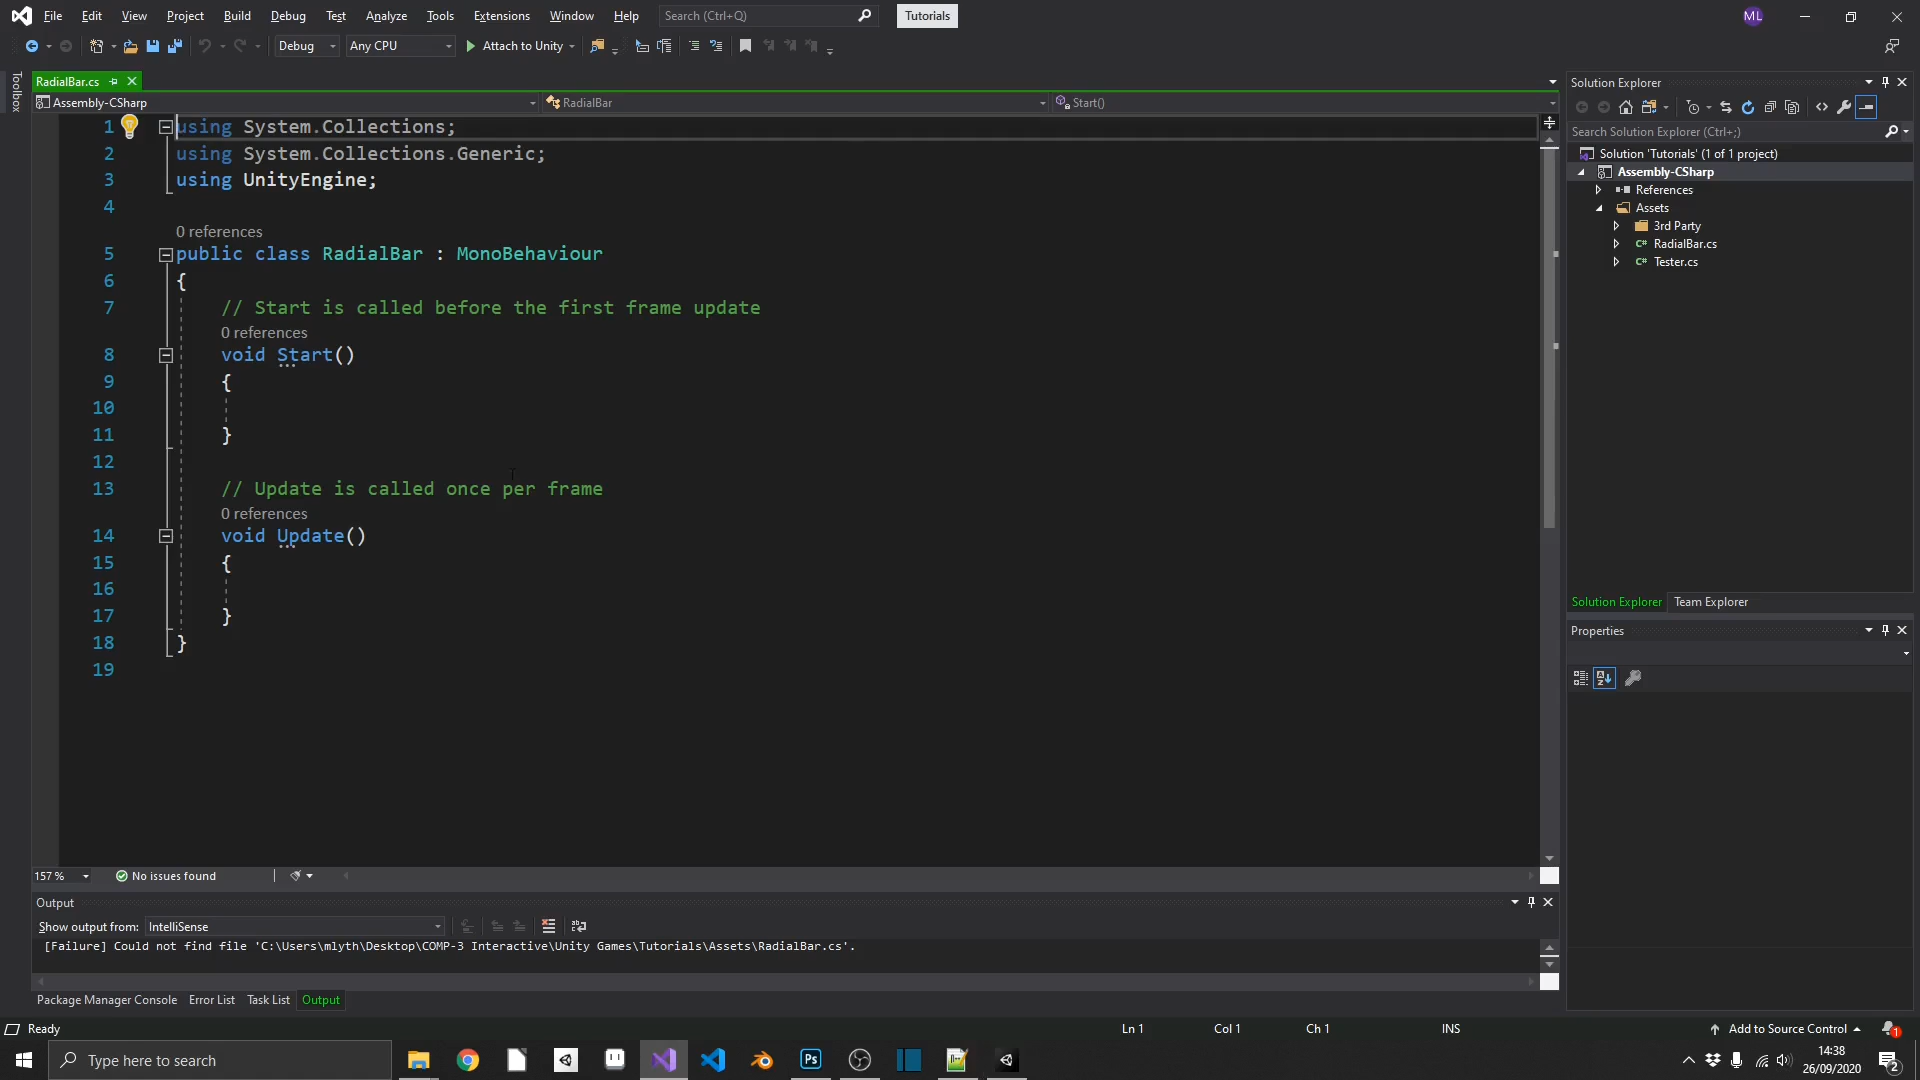 File Edit View Project Build Debug Test Analyze Tools Extensions Window Help Search (Ctrl+Q) Tutorials ML
Debug Any CPU Attach to Unity
Toolbox
RadialBar.cs
Assembly-CSharp RadialBar Start()
1 using System.Collections;
2 using System.Collections.Generic;
3 using UnityEngine;
4
0 references
5 public class RadialBar : MonoBehaviour
6 {
7 // Start is called before the first frame update
0 references
8 void Start()
9 {
10
11 }
12
13 // Update is called once per frame
0 references
14 void Update()
15 {
16
17 }
18 }
19
157 % No issues found
Output
Show output from: IntelliSense
[Failure] Could not find file 'C:\Users\mlyth\Desktop\COMP-3 Interactive\Unity Games\Tutorials\Assets\RadialBar.cs'.
Package Manager Console Error List Task List Output
Solution Explorer
Search Solution Explorer (Ctrl+;)
Solution 'Tutorials' (1 of 1 project)
Assembly-CSharp
References
Assets
3rd Party
C# RadialBar.cs
C# Tester.cs
Solution Explorer Team Explorer
Properties
Ready Ln 1 Col 1 Ch 1 INS Add to Source Control 1
Type here to search
Ps
14:38
26/09/2020
2